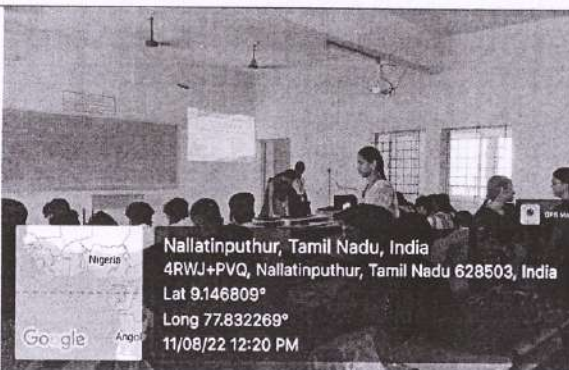 Nigeria
Google
Nallatinputhur, Tamil Nadu, India
4RWJ+PVQ, Nallatinputhur, Tamil Nadu 628503, India
Lat 9.146809°
Long 77.832269°
11/08/22 12:20 PM